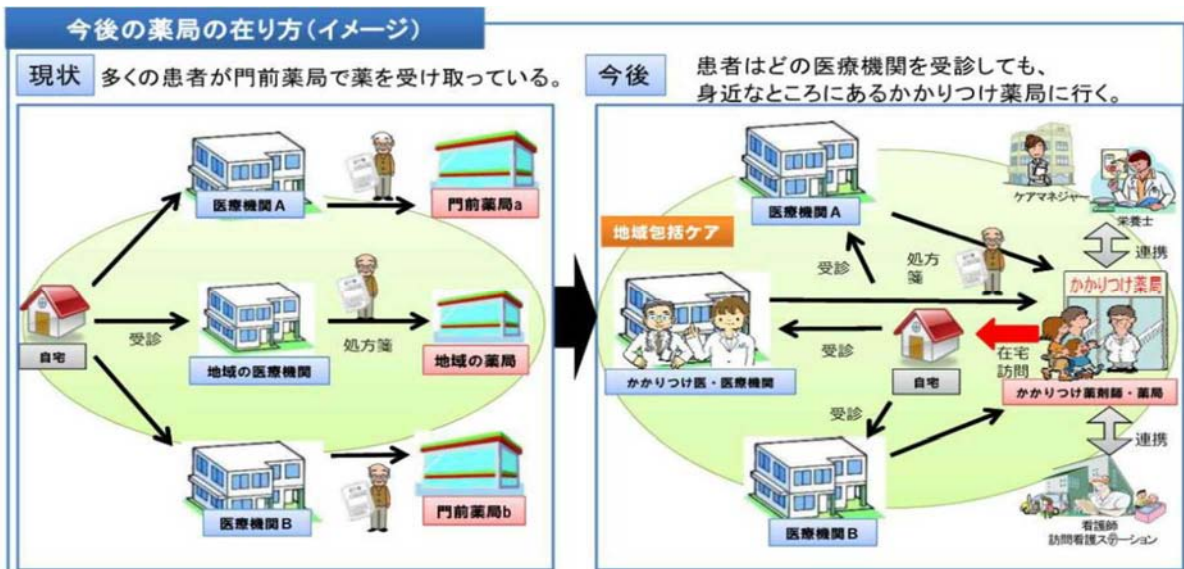 今後の薬局の在り方(イメージ)
現状
多くの患者が門前薬局で薬を受け取っている。
医療機関A
門前薬局a
自宅
受診
地域の医療機関
処方箋
地域の薬局
医療機関B
門前薬局b
今後
患者はどの医療機関を受診しても、
身近なところにあるかかりつけ薬局に行く。
医療機関A
ケアマネジャー
栄養士
地域包括ケア
連携
受診
処方
箋
かかりつけ薬局
かかりつけ医・医療機関
受診
自宅
在宅
訪問
かかりつけ薬剤師・薬局
受診
連携
医療機関B
看護師
訪問看護ステーション